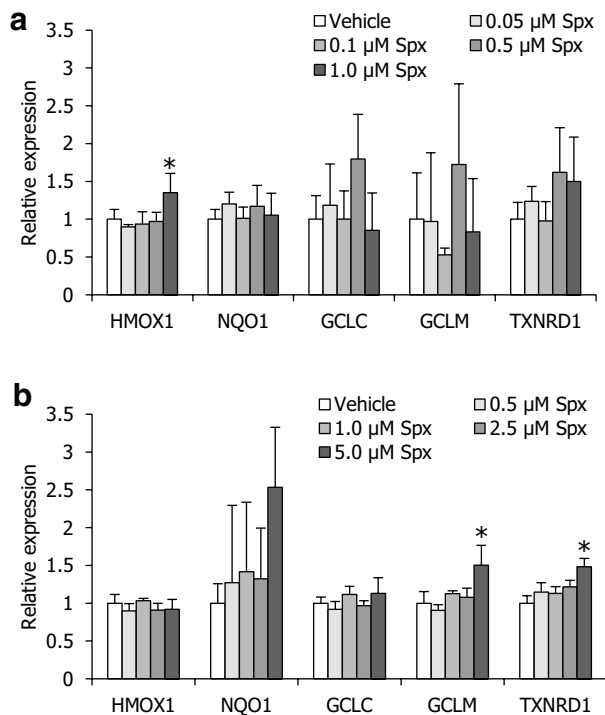 a
Vehicle 0.05 µM Spx
0.1 µM Spx 0.5 µM Spx
1.0 µM Spx
Relative expression
3.5
3
2.5
2
1.5
1
0.5
0
*
HMOX1 NQO1 GCLC GCLM TXNRD1
b
Vehicle 0.5 µM Spx
1.0 µM Spx 2.5 µM Spx
5.0 µM Spx
Relative expression
3.5
3
2.5
2
1.5
1
0.5
0
* *
HMOX1 NQO1 GCLC GCLM TXNRD1